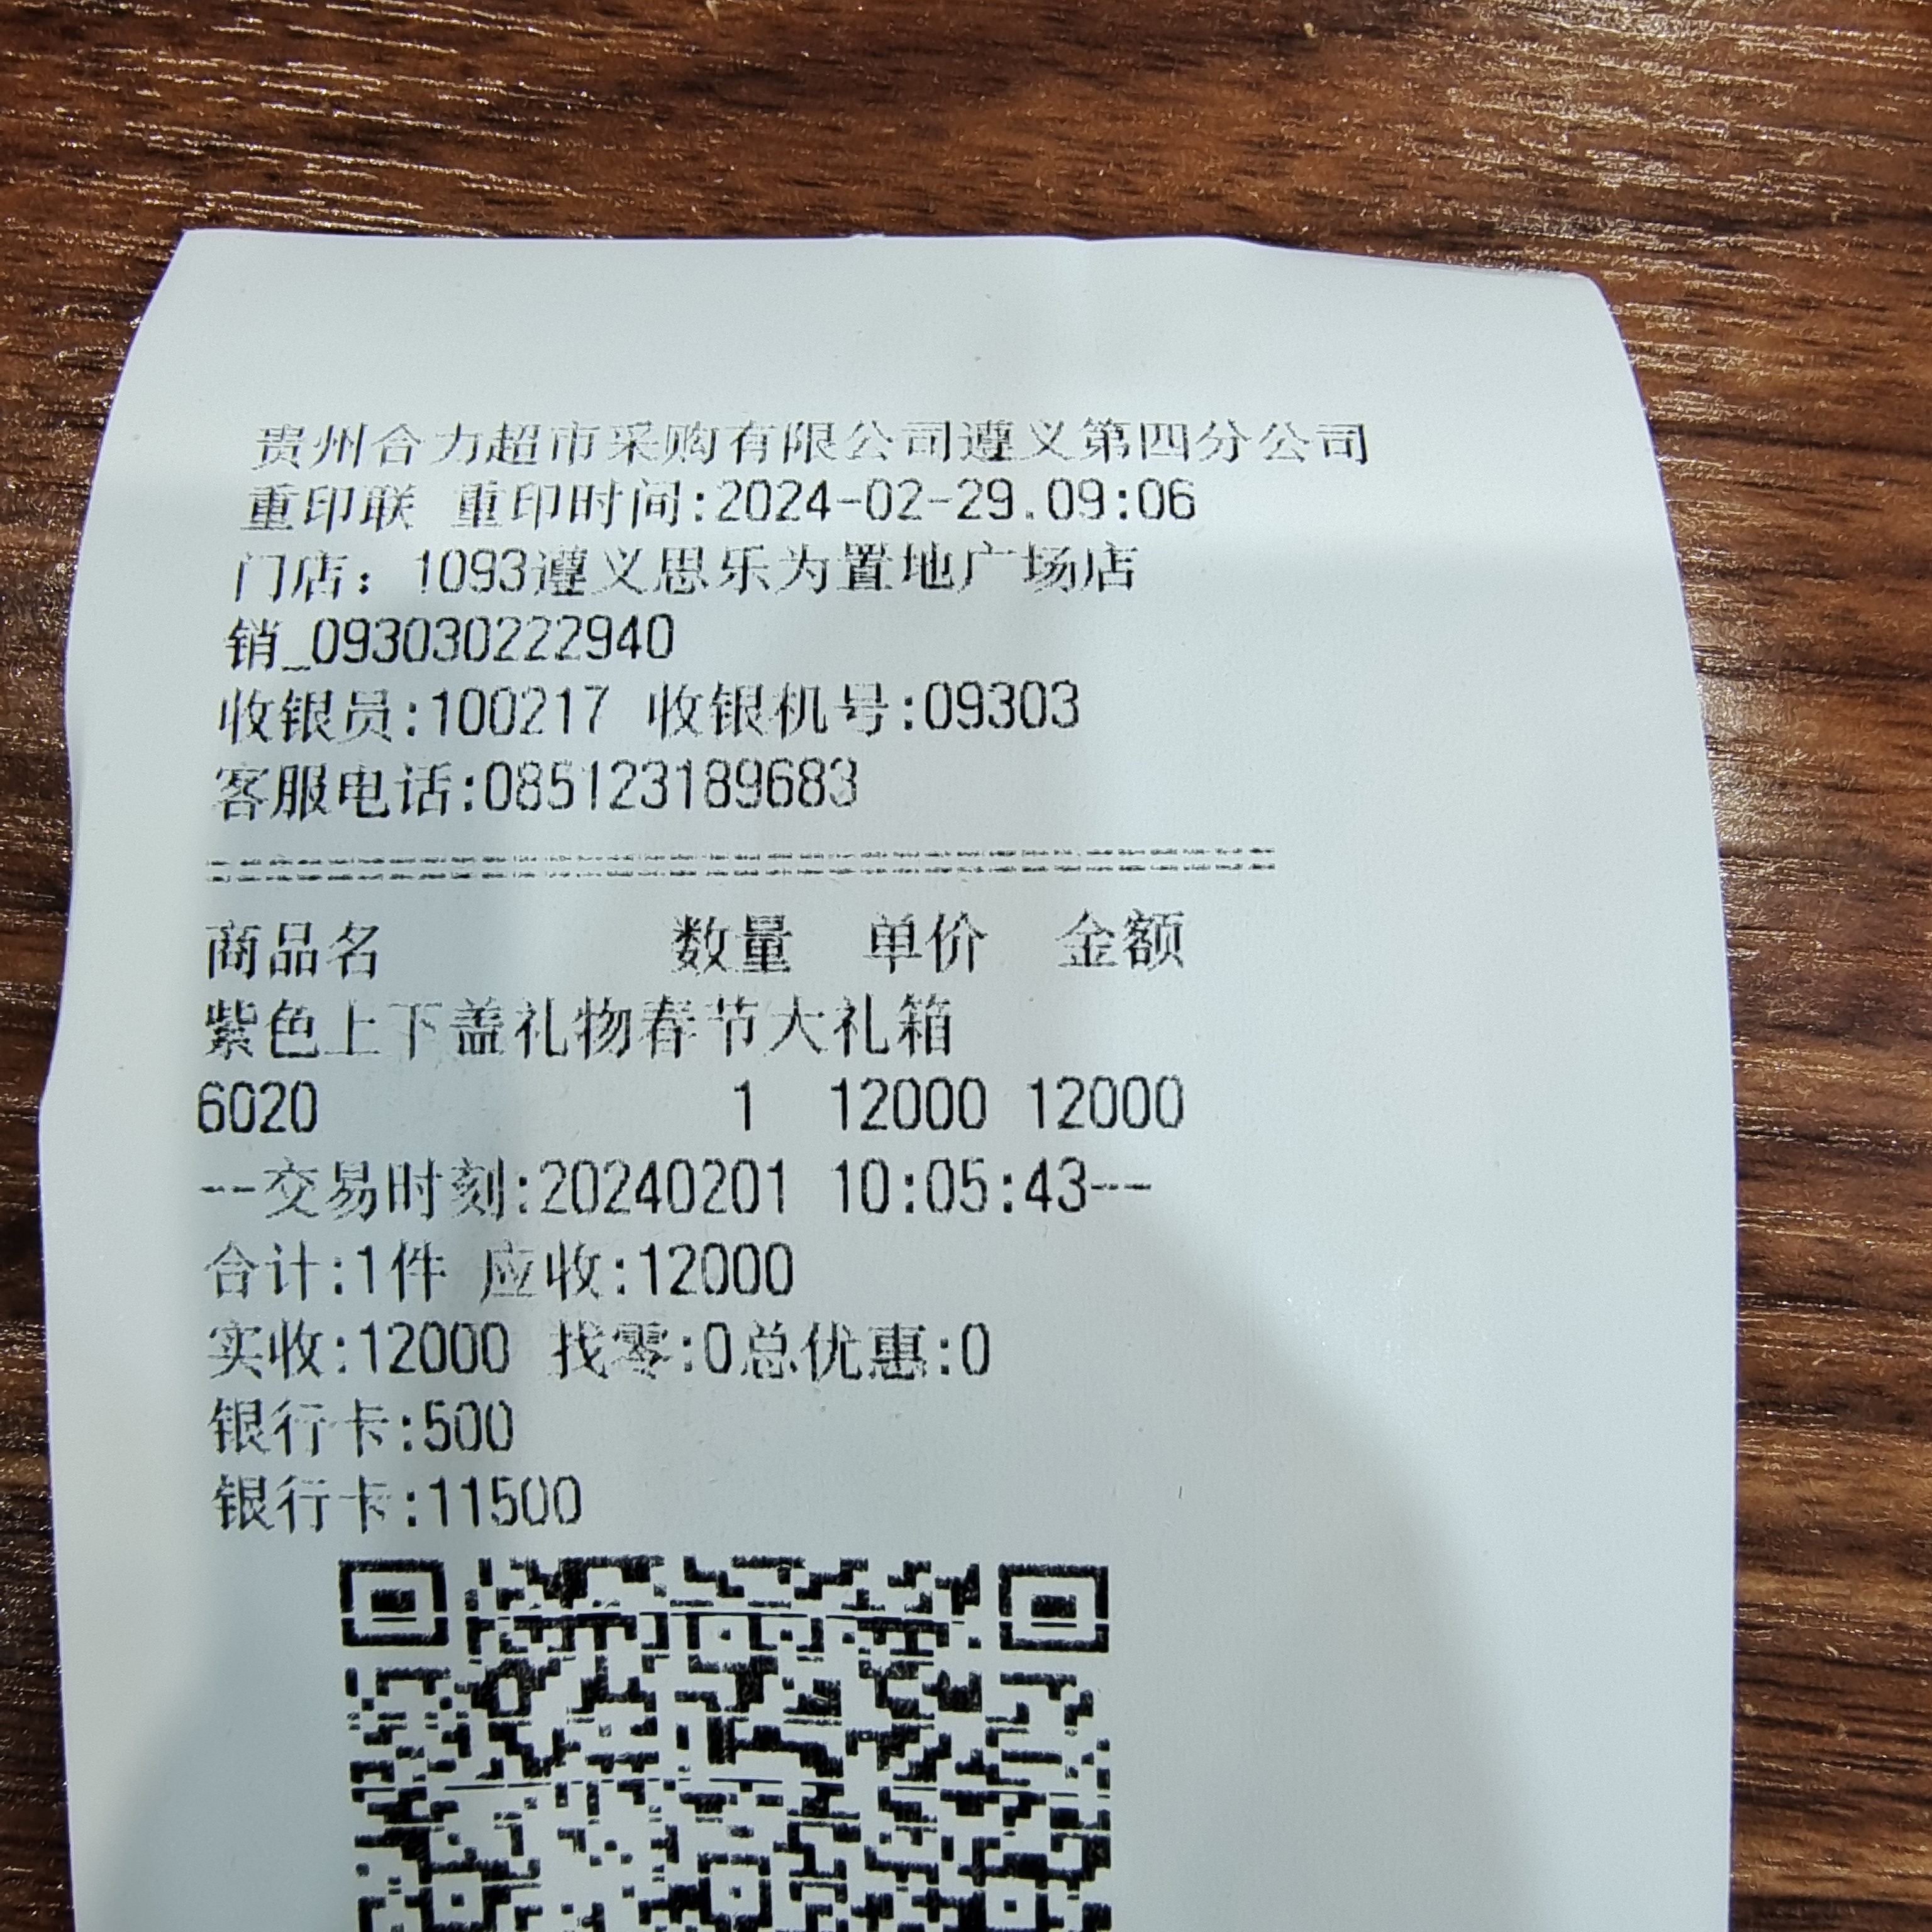 贵州合力超市采购有限公司遵义第四分公司
重印联 重印时间:2024-02-29.09:06
门店：1093遵义思乐为置地广场店
销_093030222940
收银员:100217 收银机号:09303
客服电话:085123189683
商品名 数量 单价 金额
紫色上下盖礼物春节大礼箱
6020 1 12000 12000
--交易时刻:20240201 10:05:43--
合计:1件 应收:12000
实收:12000 找零:0总优惠:0
银行卡:500
银行卡:11500